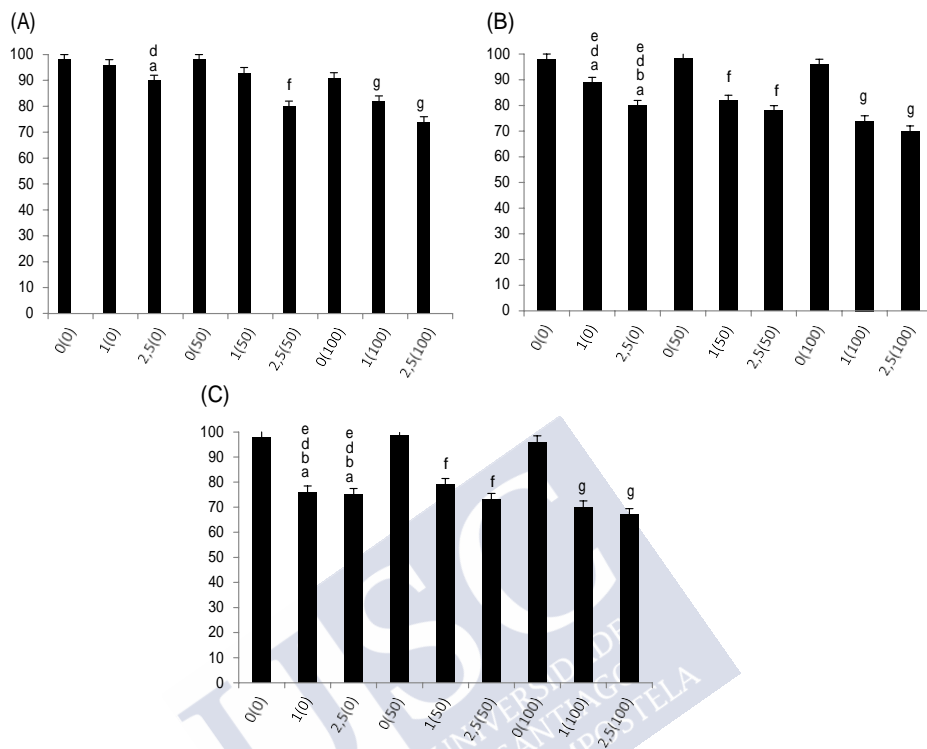 (A)
100
90
80
70
60
50
40
30
20
10
0
d
a
f
g
g
0(0)
1(0)
2,5(0)
0(50)
1(50)
2,5(50)
0(100)
1(100)
2,5(100)
(B)
100
90
80
70
60
50
40
30
20
10
0
e
d
a
e
d
b
a
f
f
g
g
0(0)
1(0)
2,5(0)
0(50)
1(50)
2,5(50)
0(100)
1(100)
2,5(100)
(C)
100
90
80
70
60
50
40
30
20
10
0
e
d
b
a
e
d
b
a
f
f
g
g
0(0)
1(0)
2,5(0)
0(50)
1(50)
2,5(50)
0(100)
1(100)
2,5(100)
USC